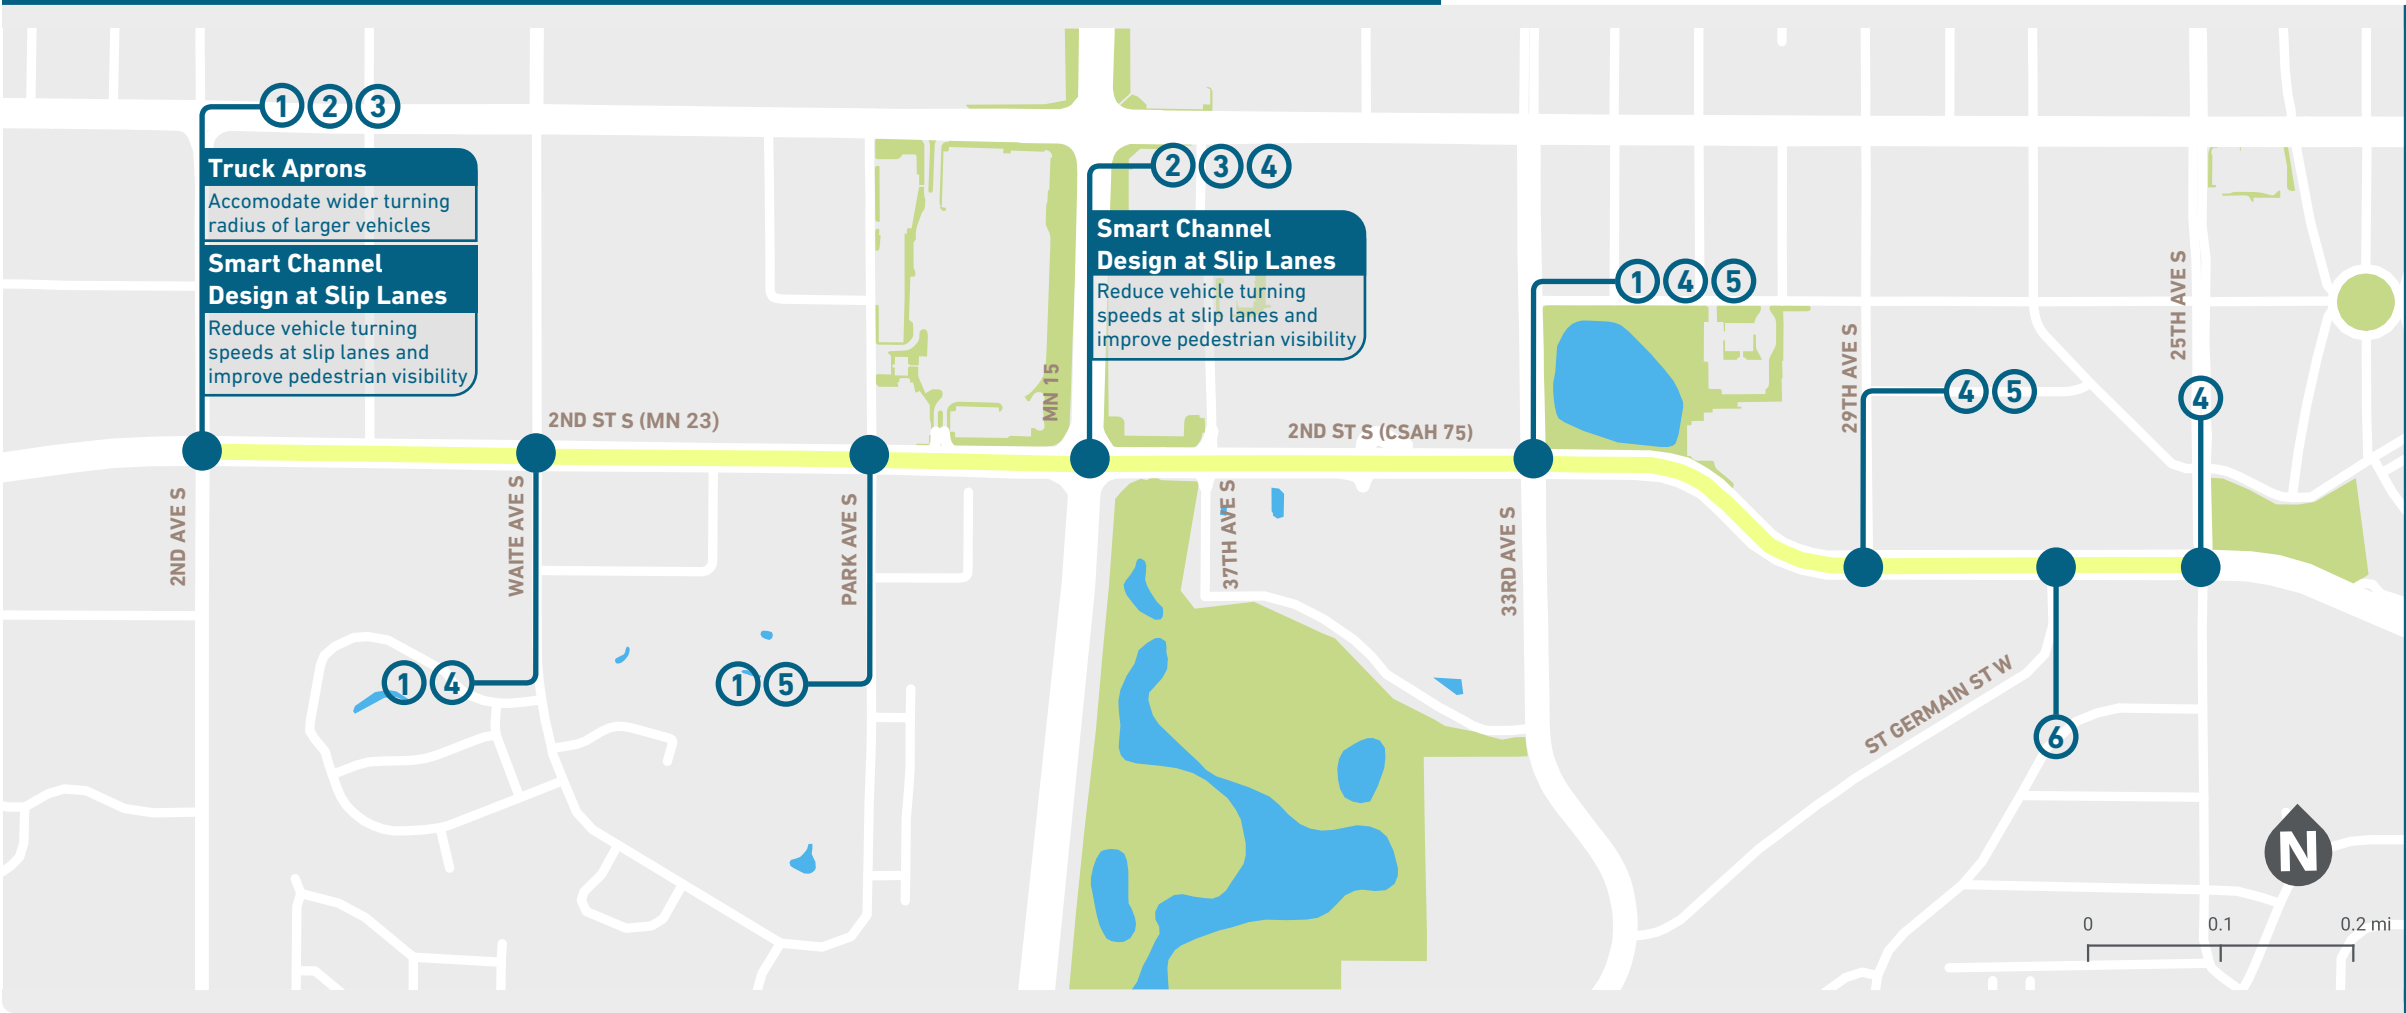 1 2 3
Truck Aprons
Accomodate wider turning
radius of larger vehicles
Smart Channel
Design at Slip Lanes
Reduce vehicle turning
speeds at slip lanes and
improve pedestrian visibility
2 3 4
Smart Channel
Design at Slip Lanes
Reduce vehicle turning
speeds at slip lanes and
improve pedestrian visibility
1 4 5
4 5
4
2ND ST S (MN 23)
MN 15
2ND ST S (CSAH 75)
29TH AVE S
25TH AVE S
2ND AVE S
WAITE AVE S
PARK AVE S
37TH AVE S
33RD AVE S
1 4
1 5
ST GERMAIN ST W
6
N
0 0.1 0.2 mi